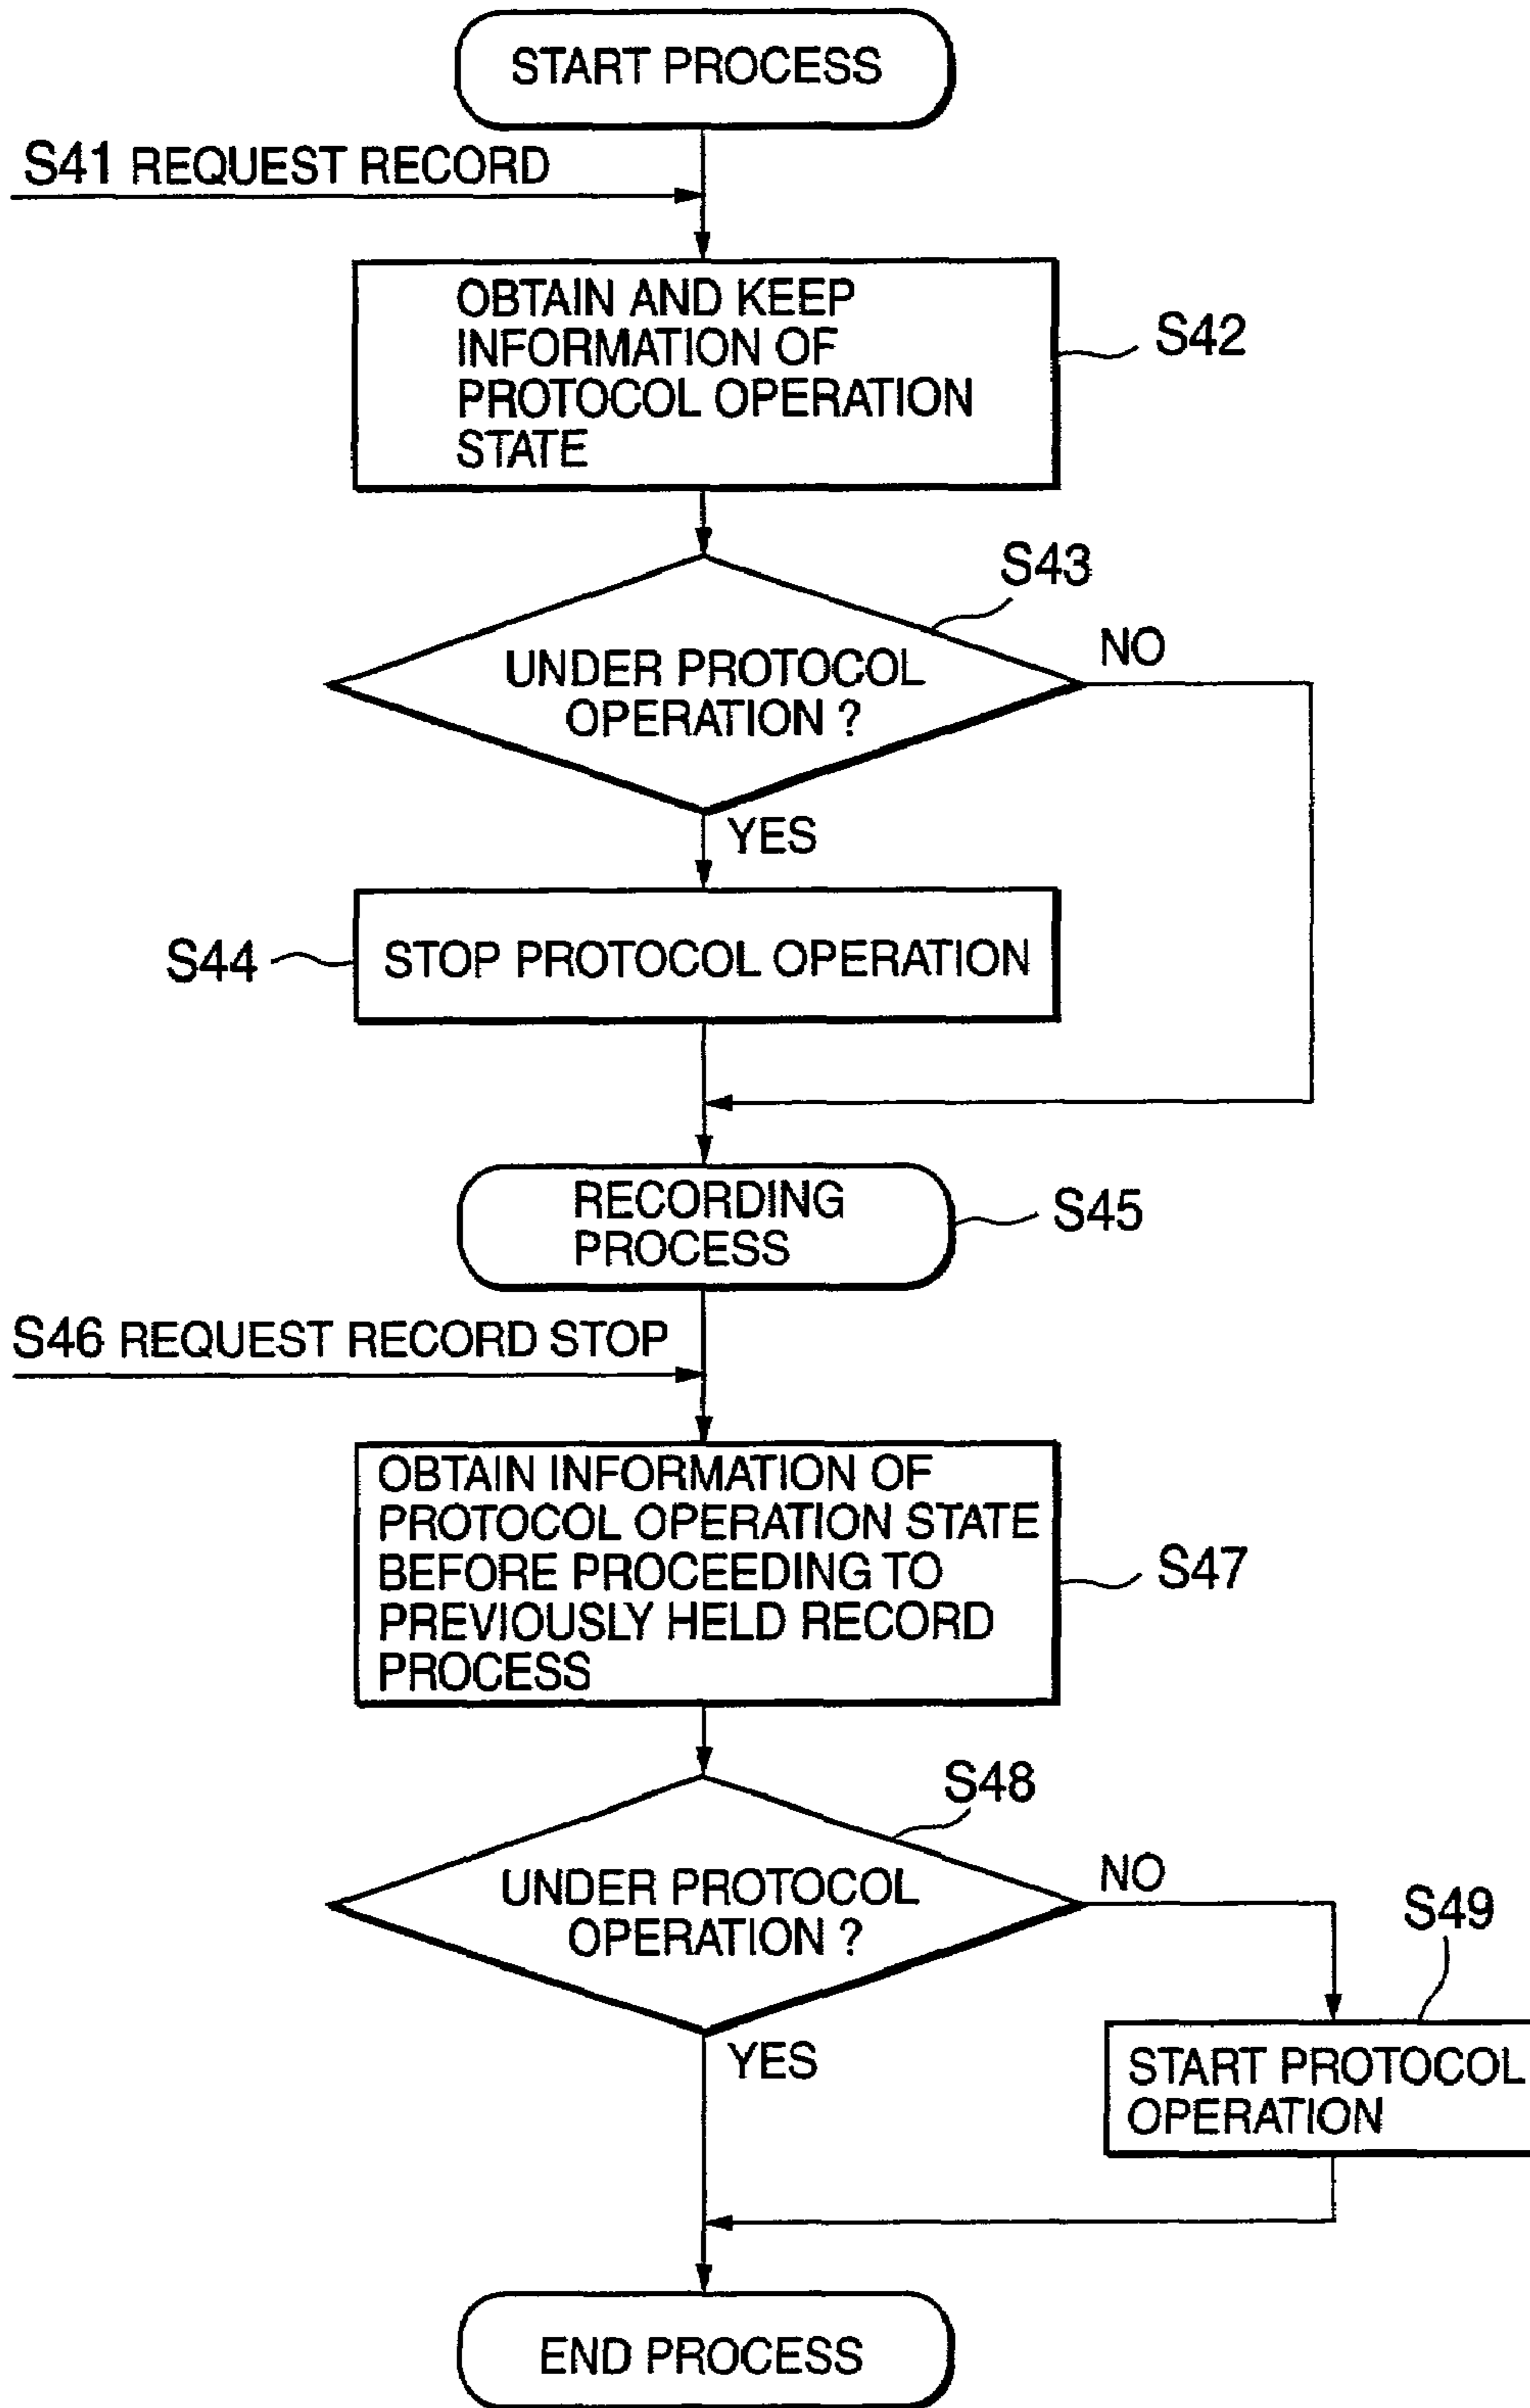 START PROCESS
S41 REQUEST RECORD
OBTAIN AND KEEP
INFORMATION OF
PROTOCOL OPERATION
STATE
S42
S43
UNDER PROTOCOL
OPERATION ?
NO
YES
S44
STOP PROTOCOL OPERATION
RECORDING
PROCESS
S45
S46 REQUEST RECORD STOP
OBTAIN INFORMATION OF
PROTOCOL OPERATION STATE
BEFORE PROCEEDING TO
PREVIOUSLY HELD RECORD
PROCESS
S47
S48
UNDER PROTOCOL
OPERATION ?
NO
S49
YES
START PROTOCOL
OPERATION
END PROCESS